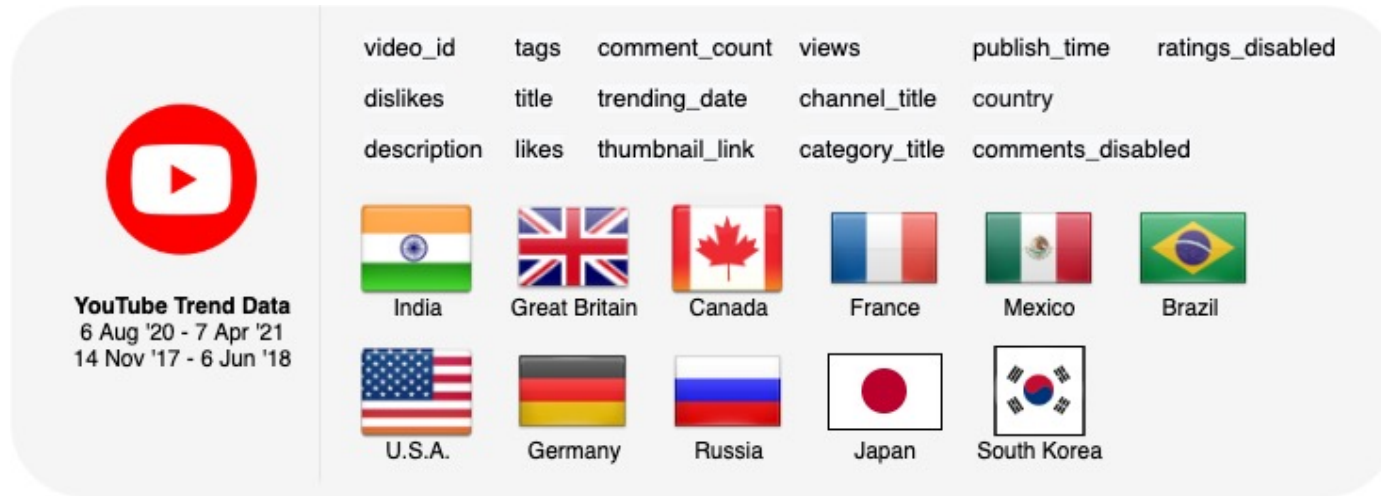 video_id tags comment_count views publish_time ratings_disabled
dislikes title trending_date channel_title country
description likes thumbnail_link category_title comments_disabled
YouTube Trend Data
6 Aug '20 - 7 Apr '21
14 Nov '17 - 6 Jun '18
India Great Britain Canada France Mexico Brazil
U.S.A. Germany Russia Japan South Korea